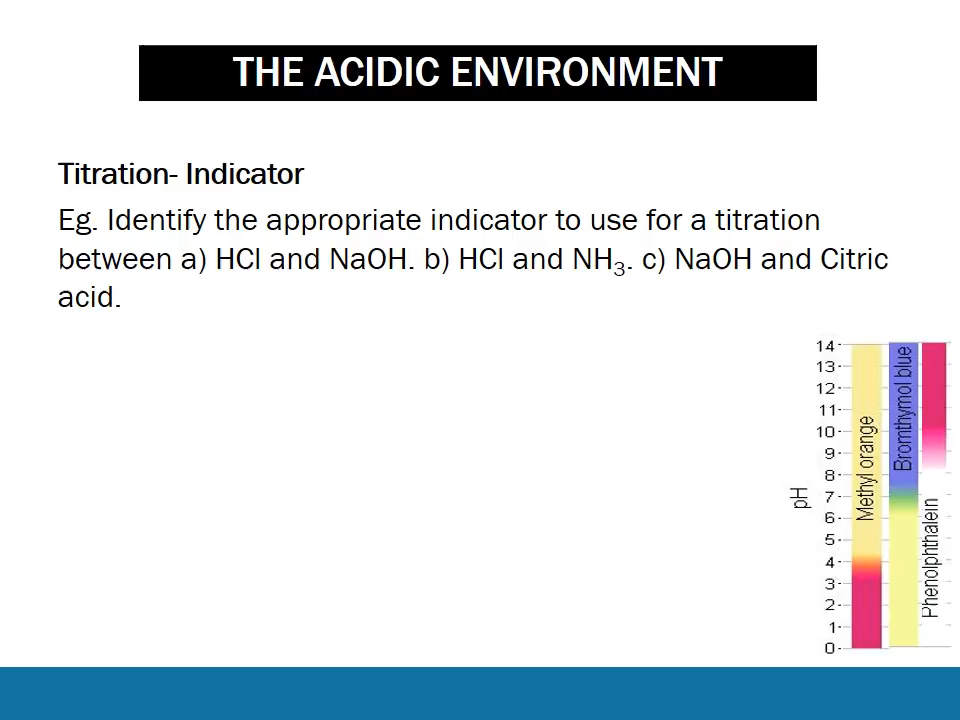 THE ACIDIC ENVIRONMENT
Titration- Indicator
Eg. Identify the appropriate indicator to use for a titration
between a) HCl and NaOH. b) HCl and NH₃. c) NaOH and Citric
acid.
pH
14
13
12
11
10
9
8
7
6
5
4
3
2
1
0
Methyl orange
Bromthymol blue
Phenolphthalein